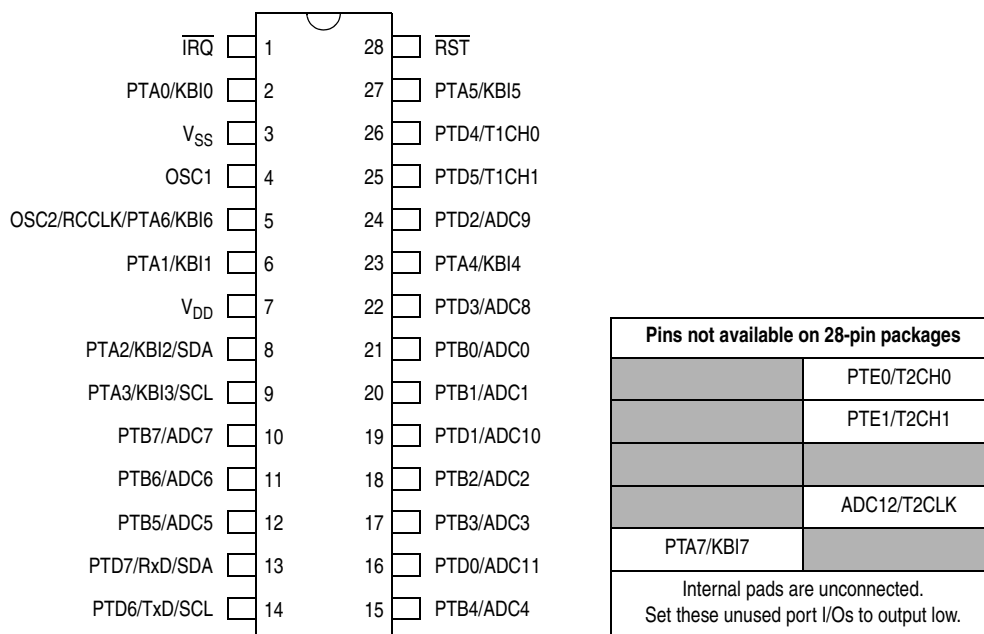 IRQ 1 28 RST
PTA0/KBI0 2 27 PTA5/KBI5
VSS 3 26 PTD4/T1CH0
OSC1 4 25 PTD5/T1CH1
OSC2/RCCLK/PTA6/KBI6 5 24 PTD2/ADC9
PTA1/KBI1 6 23 PTA4/KBI4
VDD 7 22 PTD3/ADC8
PTA2/KBI2/SDA 8 21 PTB0/ADC0
PTA3/KBI3/SCL 9 20 PTB1/ADC1
PTB7/ADC7 10 19 PTD1/ADC10
PTB6/ADC6 11 18 PTB2/ADC2
PTB5/ADC5 12 17 PTB3/ADC3
PTD7/RxD/SDA 13 16 PTD0/ADC11
PTD6/TxD/SCL 14 15 PTB4/ADC4
Pins not available on 28-pin packages
PTE0/T2CH0
PTE1/T2CH1
ADC12/T2CLK
PTA7/KBI7
Internal pads are unconnected.
Set these unused port I/Os to output low.